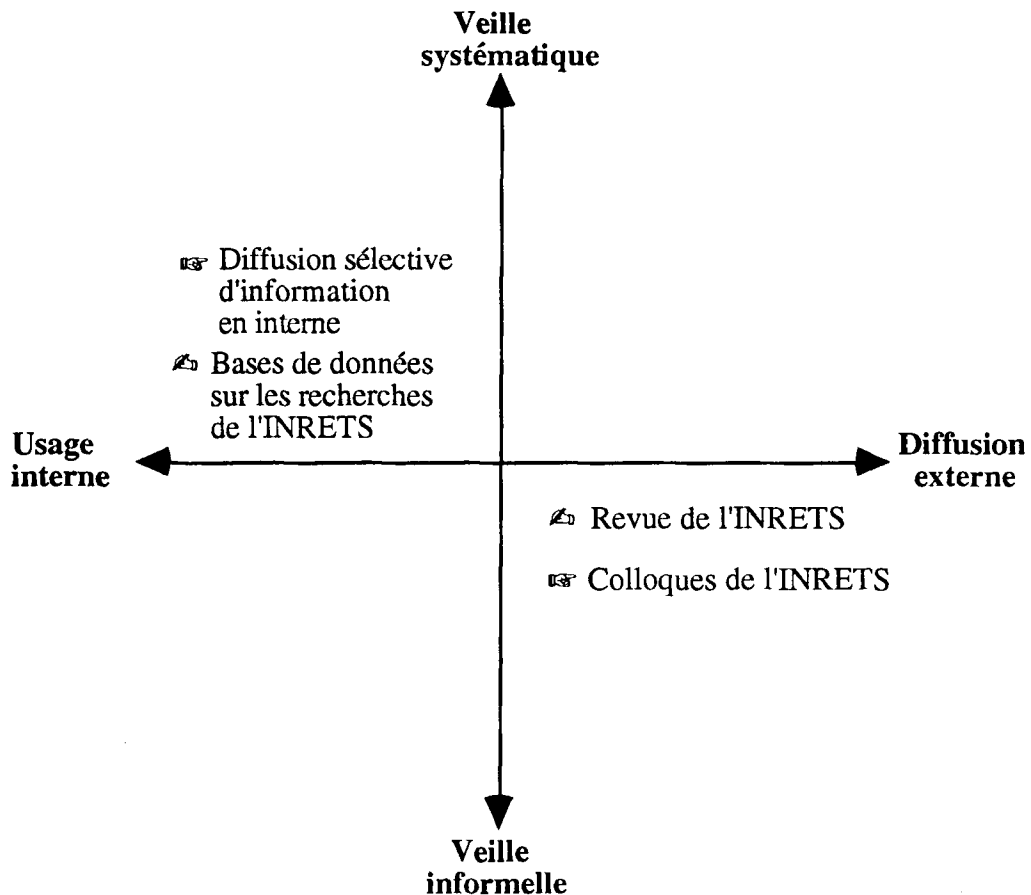 Veille
systématique
☞ Diffusion sélective
d'information
en interne
✍ Bases de données
sur les recherches
de l'INRETS
Usage
interne
Diffusion
externe
✍ Revue de l'INRETS
☞ Colloques de l'INRETS
Veille
informelle